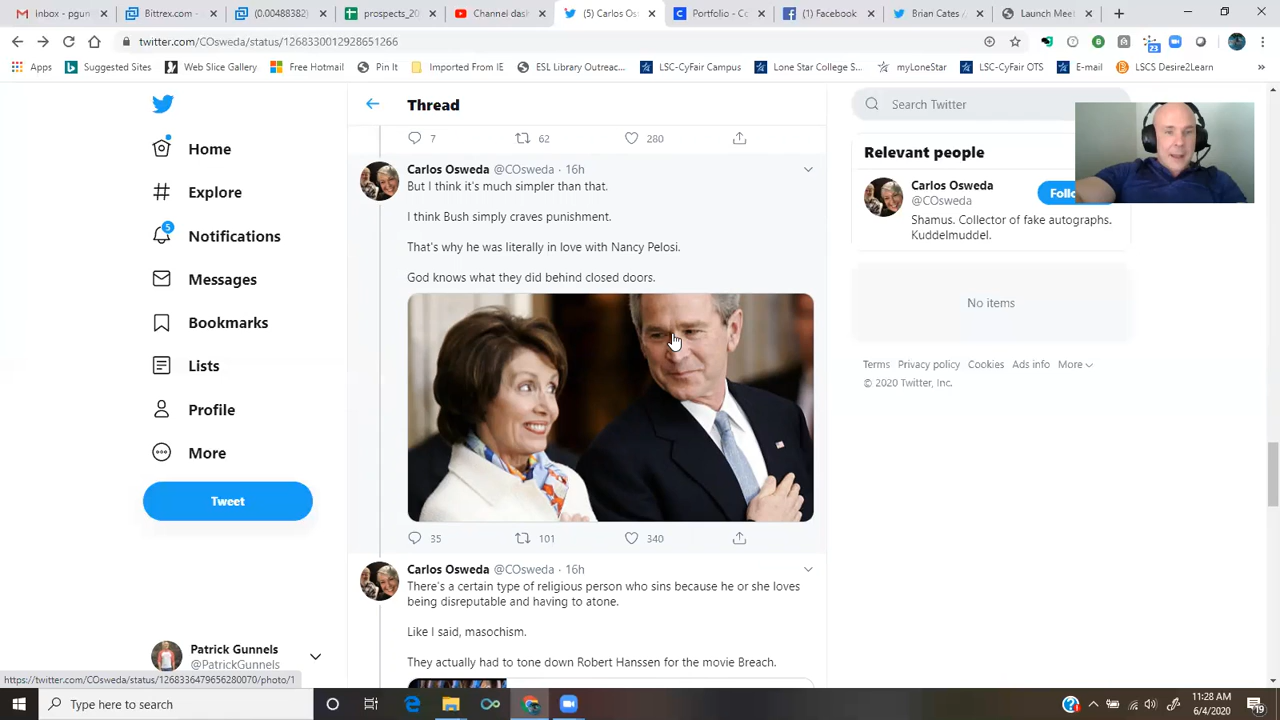 inbox - pgun
Bittrex.com -
(0.00488382)
prospects_20
Channel dash
(5) Carlos Os
Portfolio - Co
(1) Facebook
Brian Cates /
Launch Meet
twitter.com/COsweda/status/1268330012928651266
23
Apps
Suggested Sites
Web Slice Gallery
Free Hotmail
Pin It
Imported From IE
ESL Library Outreac...
LSC-CyFair Campus
Lone Star College S...
myLoneStar
LSC-CyFair OTS
E-mail
LSCS Desire2Learn
»
Home
Explore
5
Notifications
Messages
Bookmarks
Lists
Profile
More
Tweet
Patrick Gunnels
@PatrickGunnels
Thread
7 62 280
Carlos Osweda @COsweda · 16h
But I think it's much simpler than that.
I think Bush simply craves punishment.
That's why he was literally in love with Nancy Pelosi.
God knows what they did behind closed doors.
35 101 340
Carlos Osweda @COsweda · 16h
There's a certain type of religious person who sins because he or she loves
being disreputable and having to atone.
Like I said, masochism.
They actually had to tone down Robert Hanssen for the movie Breach.
Search Twitter
Relevant people
Carlos Osweda
@COsweda
Follo
Shamus. Collector of fake autographs.
Kuddelmuddel.
No items
Terms Privacy policy Cookies Ads info More
© 2020 Twitter, Inc.
https://twitter.com/COsweda/status/1268336479656280070/photo/1
Type here to search
11:28 AM
6/4/2020
19